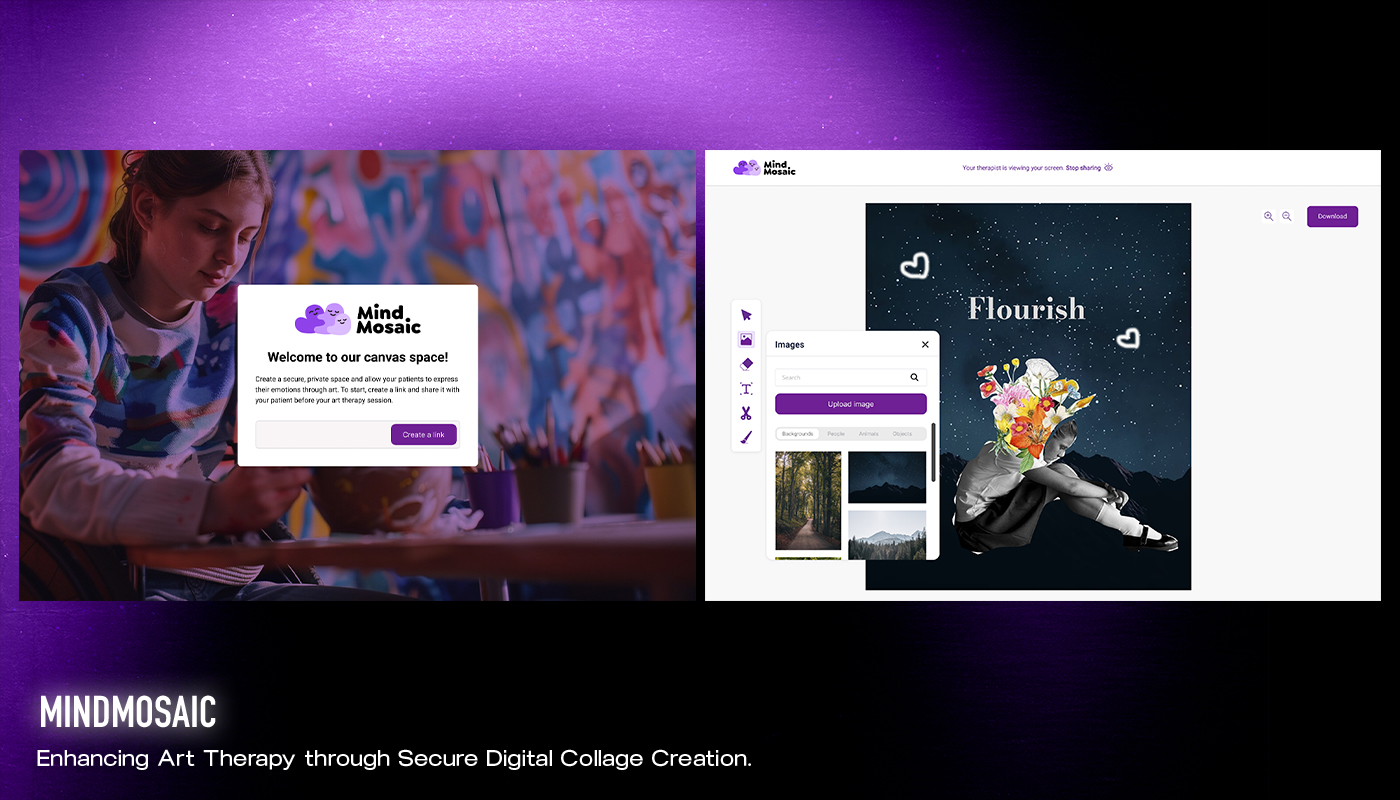 Mind
Mosaic
Welcome to our canvas space!
Create a secure, private space and allow your patients to express
their emotions through art. To start, create a link and share it with
your patient before your art therapy session.
Create a link
Mind
Mosaic
Your therapist is viewing your screen. Stop sharing
Download
Flourish
Images
Search
Upload image
Backgrounds People Animals Objects
T
MINDMOSAIC
Enhancing Art Therapy through Secure Digital Collage Creation.